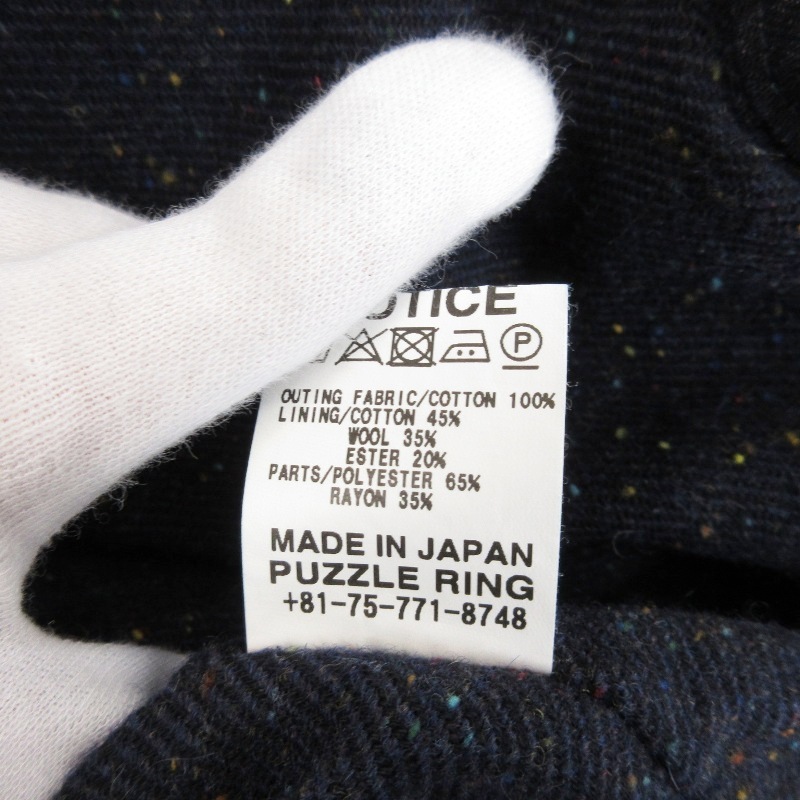 OTICE
P
OUTING FABRIC/COTTON 100%
LINING/COTTON 45%
WOOL 35%
ESTER 20%
PARTS/POLYESTER 65%
RAYON 35%
MADE IN JAPAN
PUZZLE RING
+81-75-771-8748